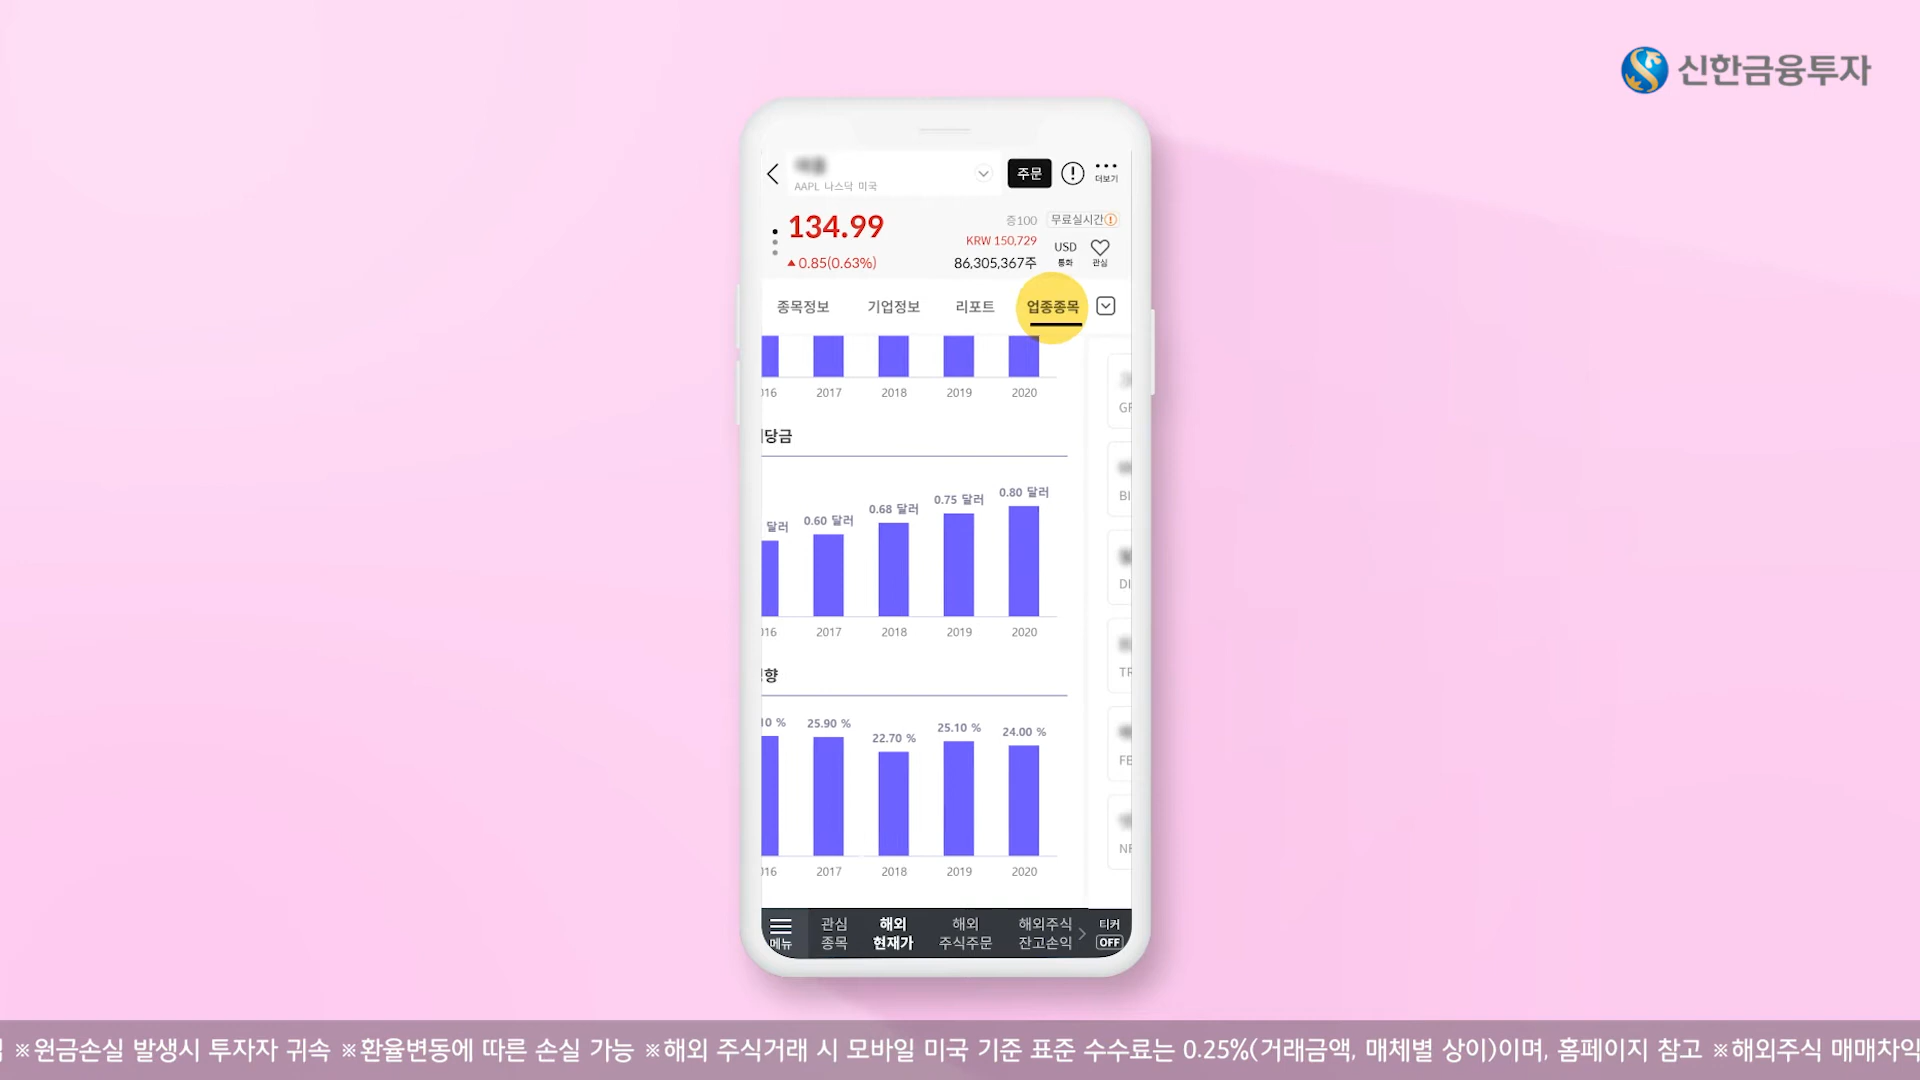 신한금융투자
AAPL 나스닥 미국
주문
더보기
134.99
증100
무료실시간
KRW 150,729
USD
통화
관심
0.85(0.63%)
86,305,367주
종목정보
기업정보
리포트
업종종목
2017
2018
2019
2020
당금
달러
0.60 달러
0.68 달러
0.75 달러
0.80 달러
2017
2018
2019
2020
향
25.90 %
22.70 %
25.10 %
24.00 %
2017
2018
2019
2020
메뉴
관심
종목
해외
현재가
해외
주식주문
해외주식
잔고손익
티커
OFF
※원금손실 발생시 투자자 귀속 ※환율변동에 따른 손실 가능 ※해외 주식거래 시 모바일 미국 기준 표준 수수료는 0.25%(거래금액, 매체별 상이)이며, 홈페이지 참고 ※해외주식 매매차익